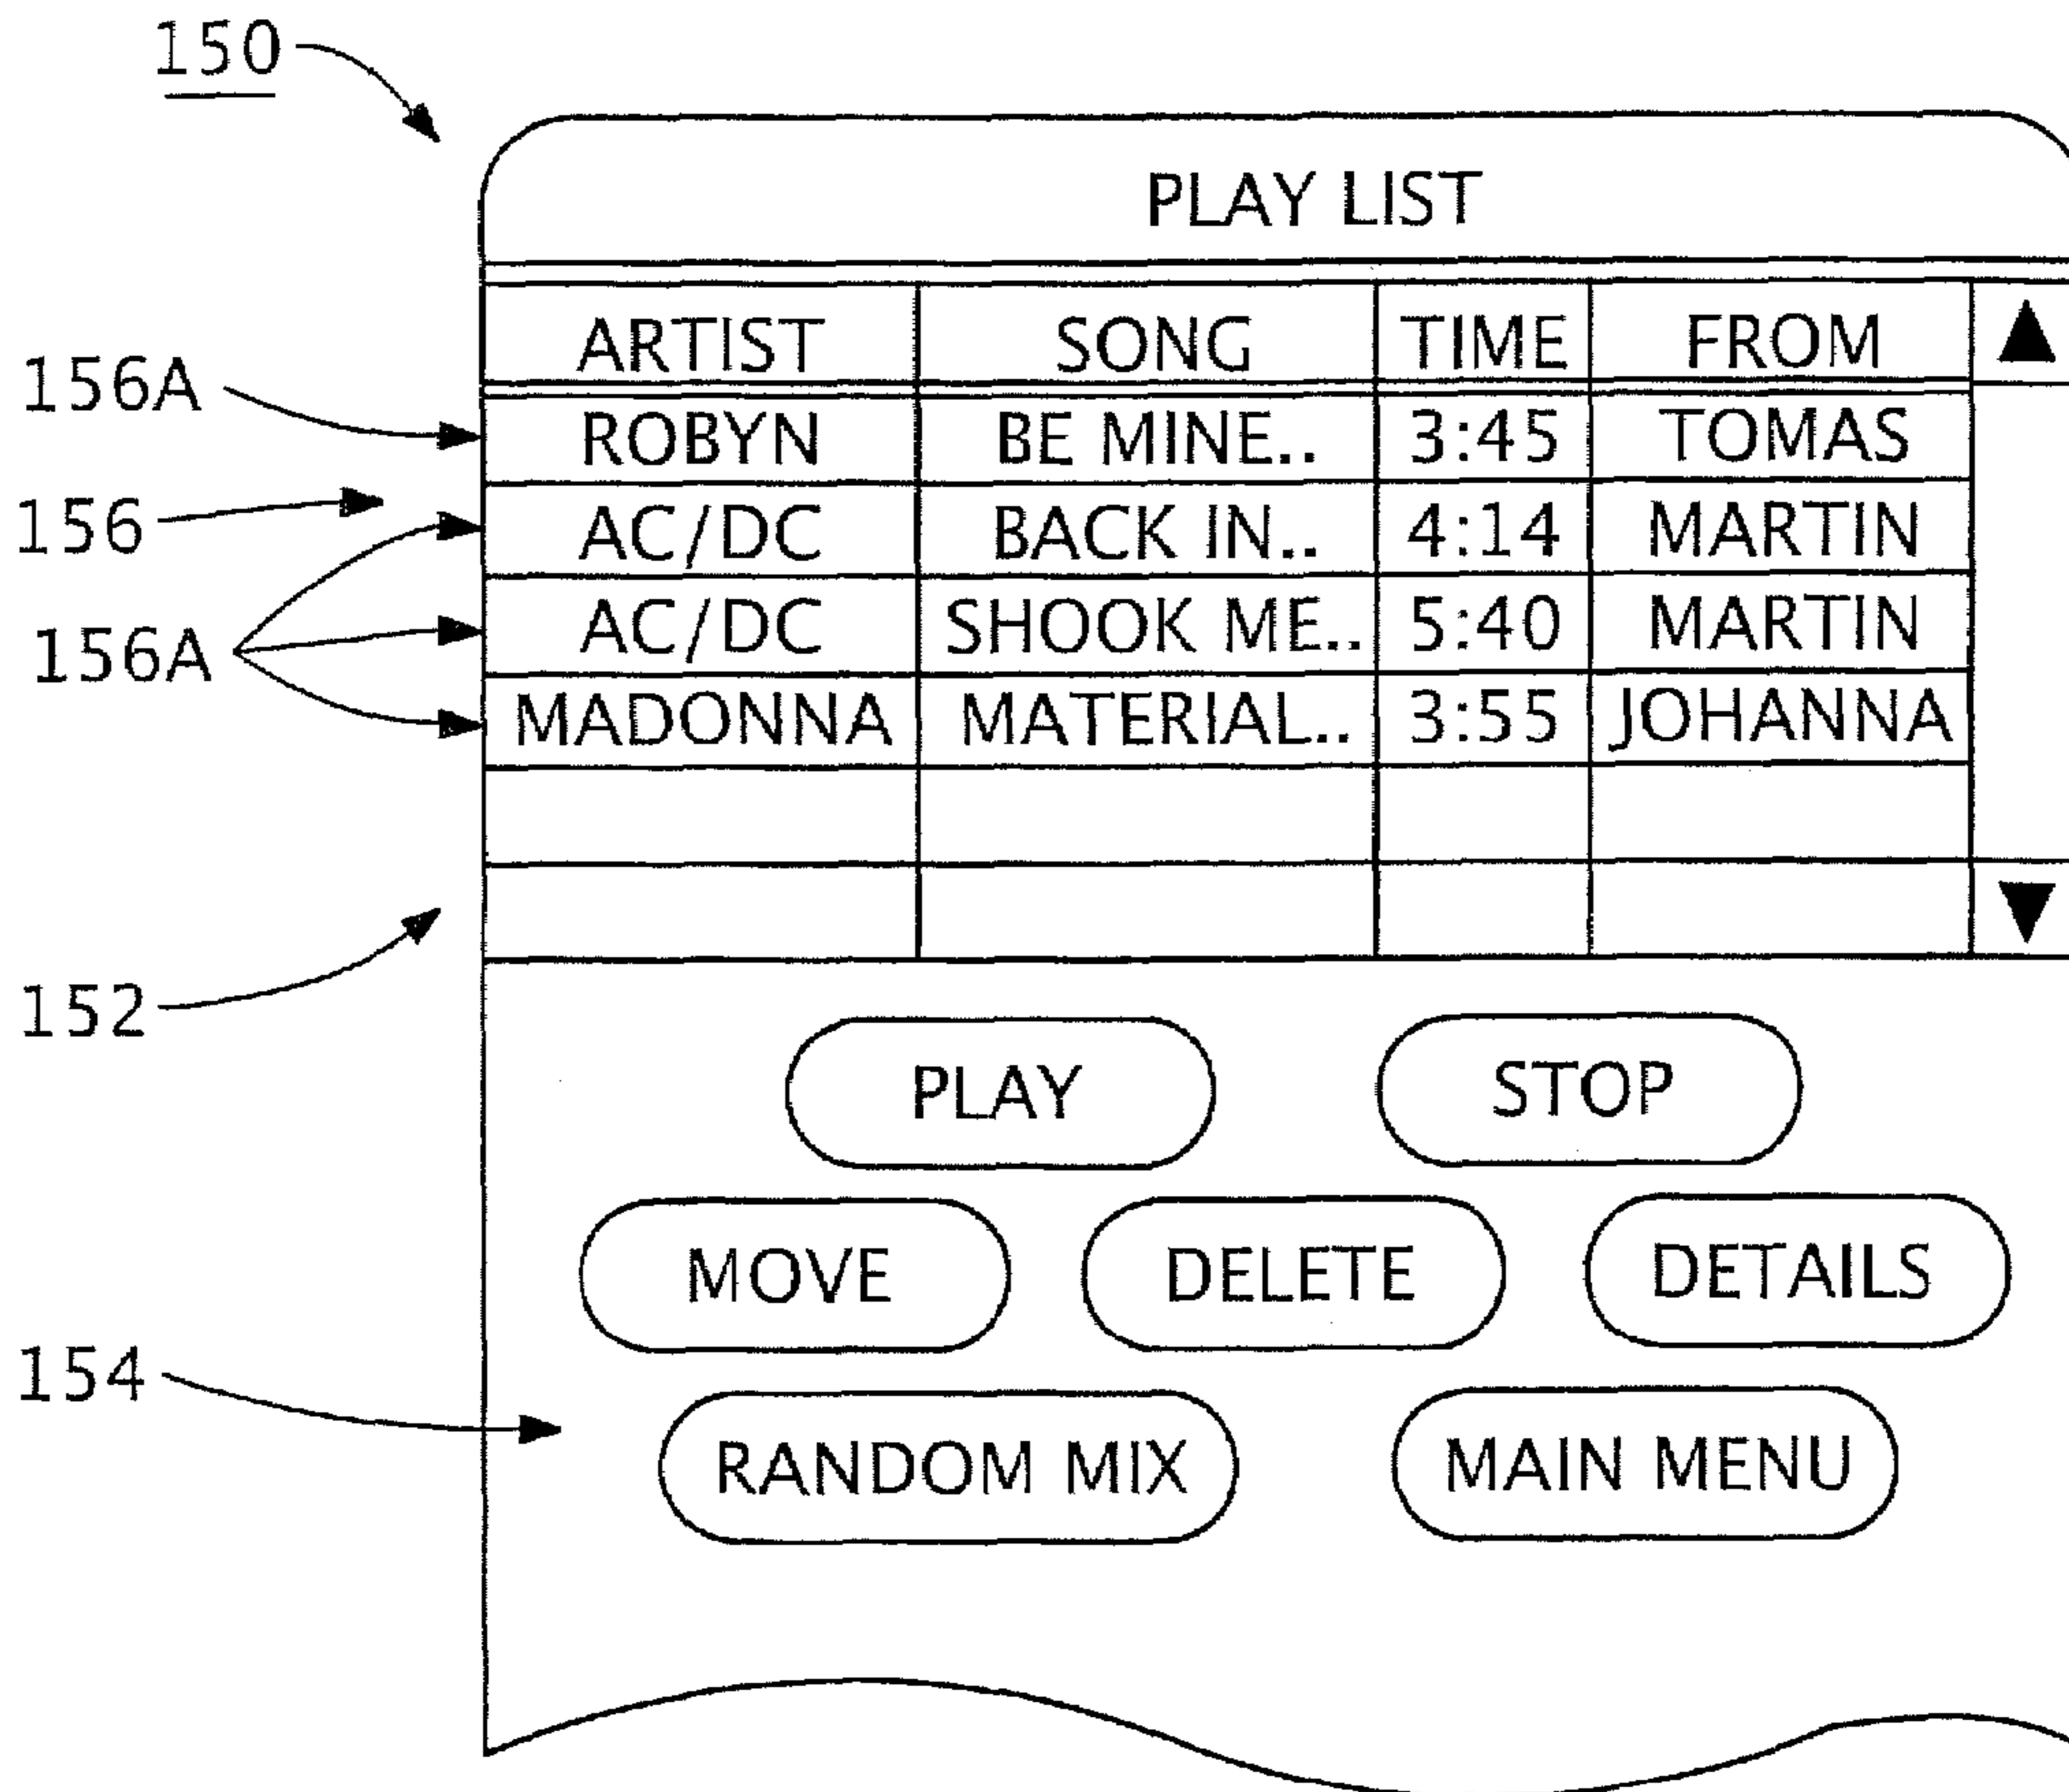 150
PLAY LIST
ARTIST SONG TIME FROM
156A ROBYN BE MINE.. 3:45 TOMAS
156 AC/DC BACK IN.. 4:14 MARTIN
156A AC/DC SHOOK ME.. 5:40 MARTIN
MADONNA MATERIAL.. 3:55 JOHANNA
152
PLAY STOP
MOVE DELETE DETAILS
154
RANDOM MIX MAIN MENU